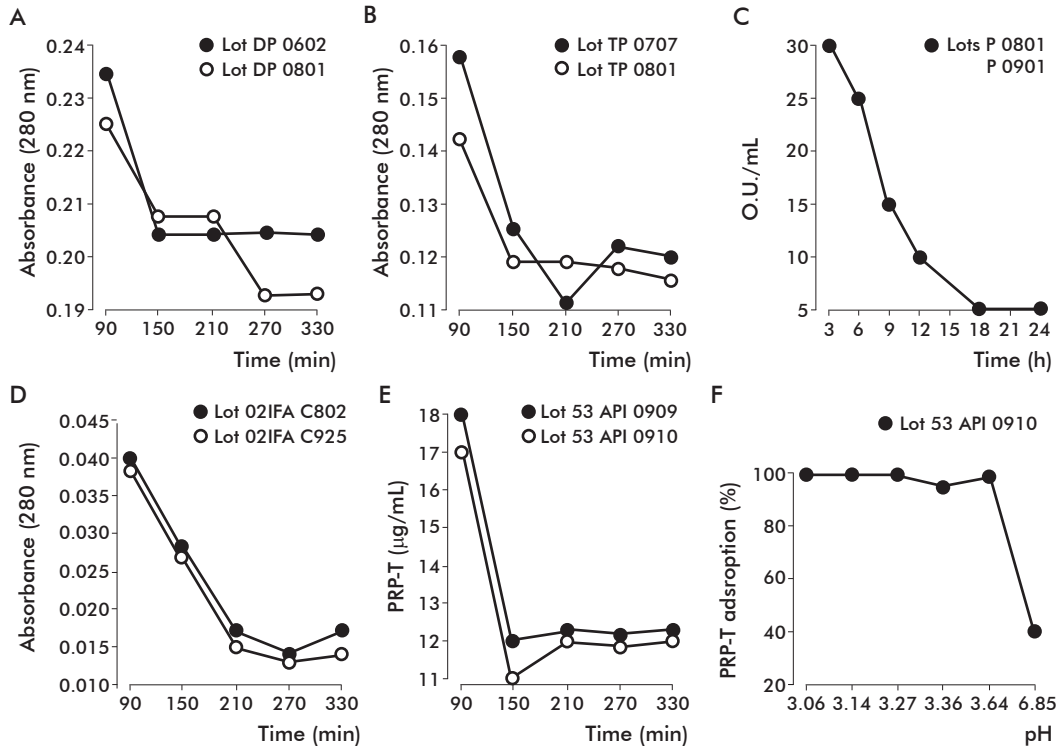 A
Lot DP 0602
Lot DP 0801
Absorbance (280 nm)
0.24
0.23
0.22
0.21
0.20
0.19
90 150 210 270 330
Time (min)
B
Lot TP 0707
Lot TP 0801
Absorbance (280 nm)
0.16
0.15
0.14
0.13
0.12
0.11
90 150 210 270 330
Time (min)
C
Lots P 0801
P 0901
O.U./mL
30
25
20
15
10
5
3 6 9 12 15 18 21 24
Time (h)
D
Lot 02IFA C802
Lot 02IFA C925
Absorbance (280 nm)
0.045
0.040
0.035
0.030
0.025
0.020
0.015
0.010
90 150 210 270 330
Time (min)
E
Lot 53 API 0909
Lot 53 API 0910
PRP-T (µg/mL)
18
17
16
14
13
12
11
90 150 210 270 330
Time (min)
F
Lot 53 API 0910
PRP-T adsroption (%)
100
80
60
40
20
3.06 3.14 3.27 3.36 3.64 6.85
pH